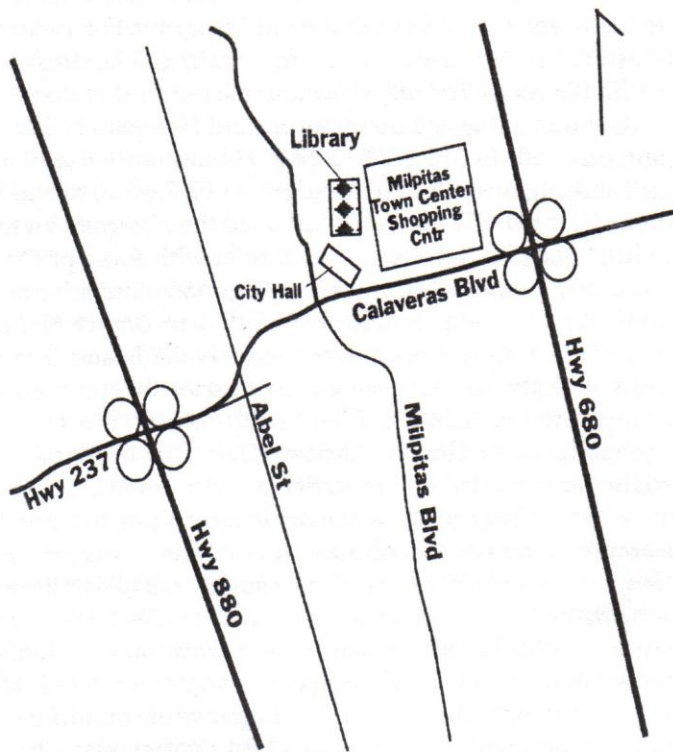 Library
Milpitas
Town Center
Shopping
Cntr
City Hall
Calaveras Blvd
Hwy 680
Abel St
Milpitas Blvd
Hwy 237
Hwy 880